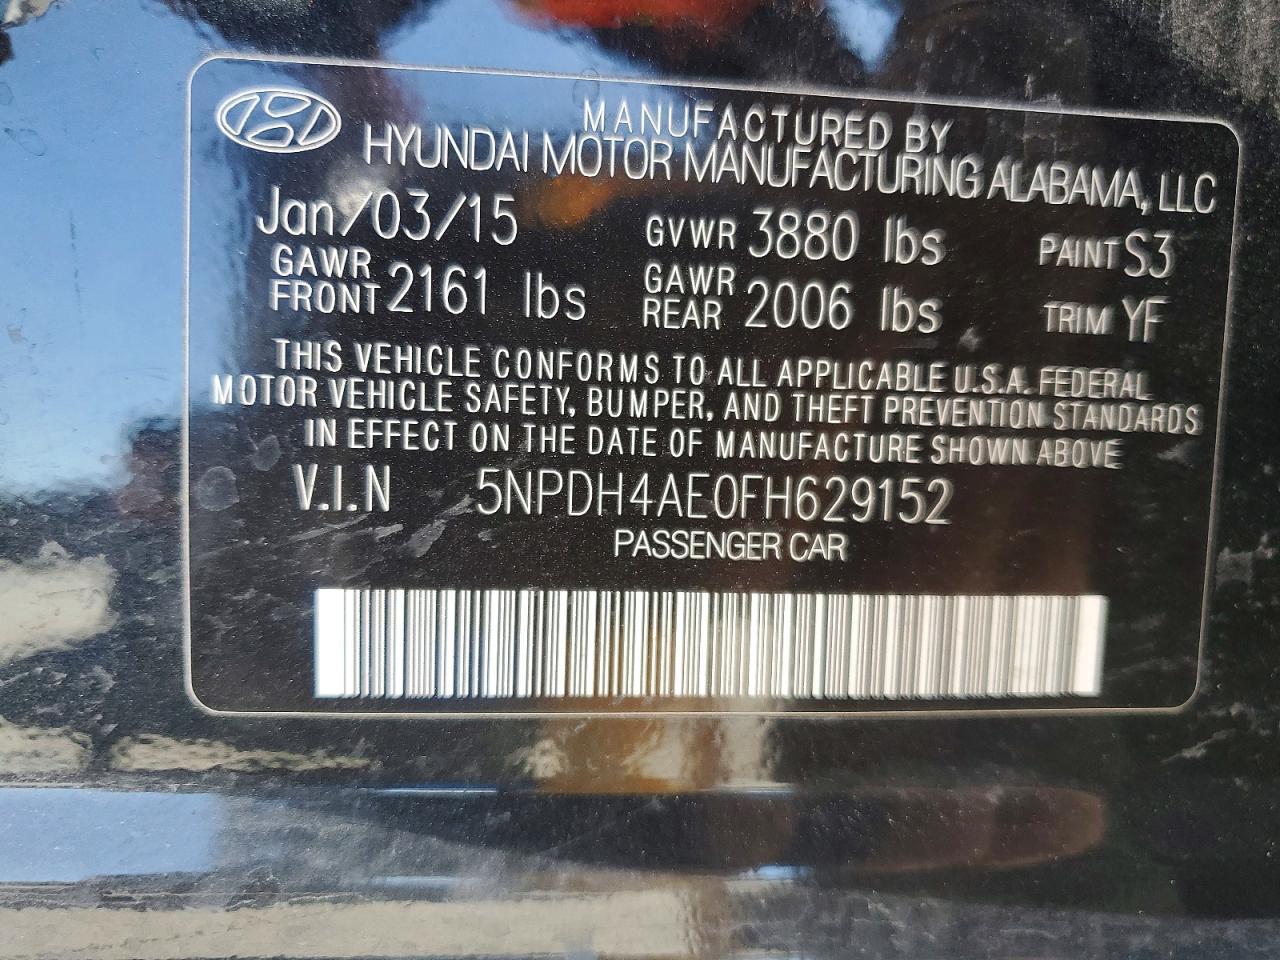 MANUFACTURED BY
HYUNDAI MOTOR MANUFACTURING ALABAMA, LLC
Jan/03/15 GVWR 3880 lbs PAINT S3
GAWR FRONT 2161 lbs GAWR REAR 2006 lbs TRIM YF
THIS VEHICLE CONFORMS TO ALL APPLICABLE U.S.A. FEDERAL
MOTOR VEHICLE SAFETY, BUMPER, AND THEFT PREVENTION STANDARDS
IN EFFECT ON THE DATE OF MANUFACTURE SHOWN ABOVE
V.I.N 5NPDH4AE0FH629152
PASSENGER CAR